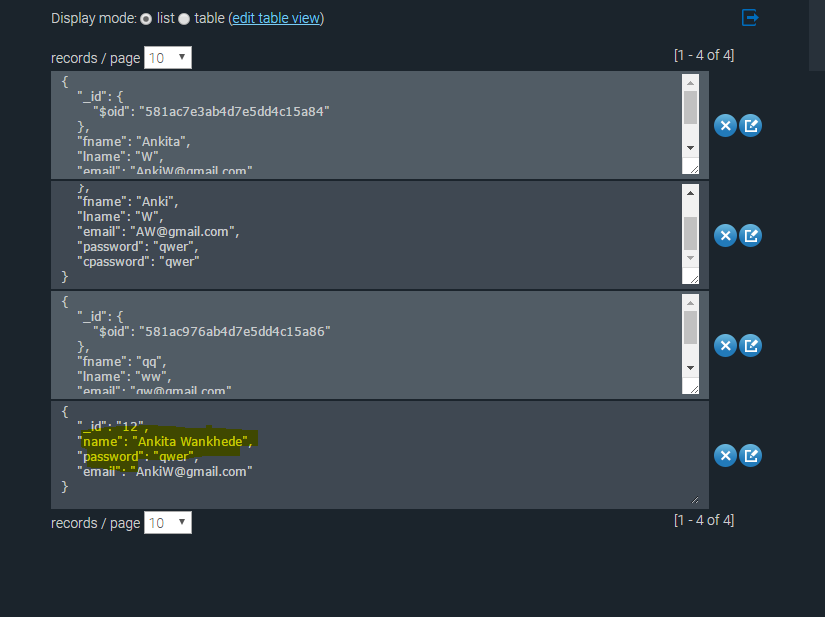 Display mode: list table (edit table view)
records / page 10 [1 - 4 of 4]
{
"_id": {
"$oid": "581ac7e3ab4d7e5dd4c15a84"
},
"fname": "Ankita",
"lname": "W",
"email": "AnkiW@gmail.com"
},
"fname": "Anki",
"lname": "W",
"email": "AW@gmail.com",
"password": "qwer",
"cpassword": "qwer"
}
{
"_id": {
"$oid": "581ac976ab4d7e5dd4c15a86"
},
"fname": "qq",
"lname": "ww",
"email": "qw@gmail.com"
{
"_id": "12",
"name": "Ankita Wankhede",
"password": "qwer",
"email": "AnkiW@gmail.com"
}
records / page 10 [1 - 4 of 4]